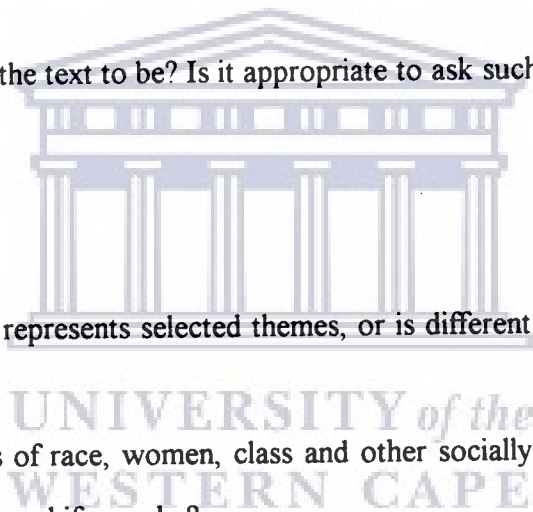 the text to be? Is it appropriate to ask such
represents selected themes, or is different
UNIVERSITY of the
s of race, women, class and other socially
WESTERN CAPE